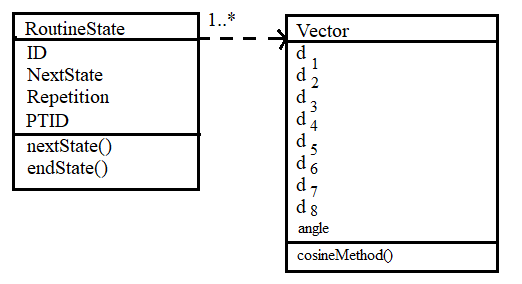 RoutineState
ID
NextState
Repetition
PTID
nextState()
endState()
1..*
Vector
d 1
d 2
d 3
d 4
d 5
d 6
d 7
d 8
angle
cosineMethod()